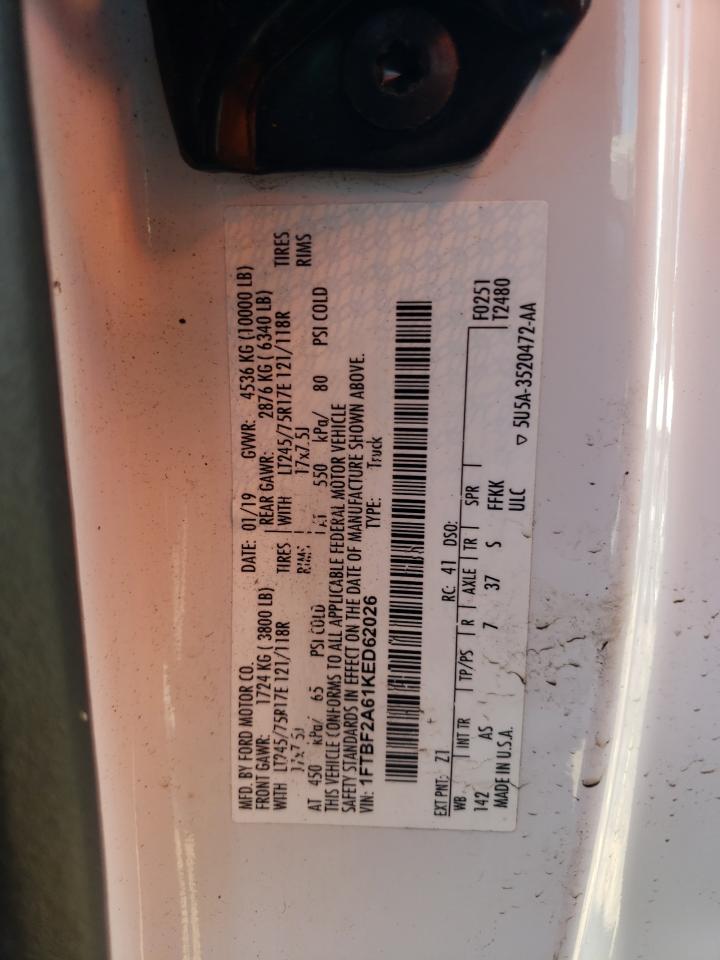 MFD. BY FORD MOTOR CO.
DATE: 01/19 GVWR: 4536 KG (10000 LB)
FRONT GAWR: 1724 KG ( 3800 LB) REAR GAWR: 2876 KG ( 6340 LB)
WITH LT245/75R17E 121/118R TIRES WITH LT245/75R17E 121/118R TIRES
17x7.5J RIMS 17x7.5J RIMS
AT 450 kPa/ 65 PSI COLD AT 550 kPa/ 80 PSI COLD
THIS VEHICLE CONFORMS TO ALL APPLICABLE FEDERAL MOTOR VEHICLE
SAFETY STANDARDS IN EFFECT ON THE DATE OF MANUFACTURE SHOWN ABOVE.
VIN: 1FTBF2A61KED62026 TYPE: Truck
EXT PNT: Z1 RC: 41 DSO:
WB INT TR TP/PS R AXLE TR SPR F0251
142 AS 7 37 S FFKK T2480
MADE IN U.S.A. ULC ▽ 5U5A-3520472-AA